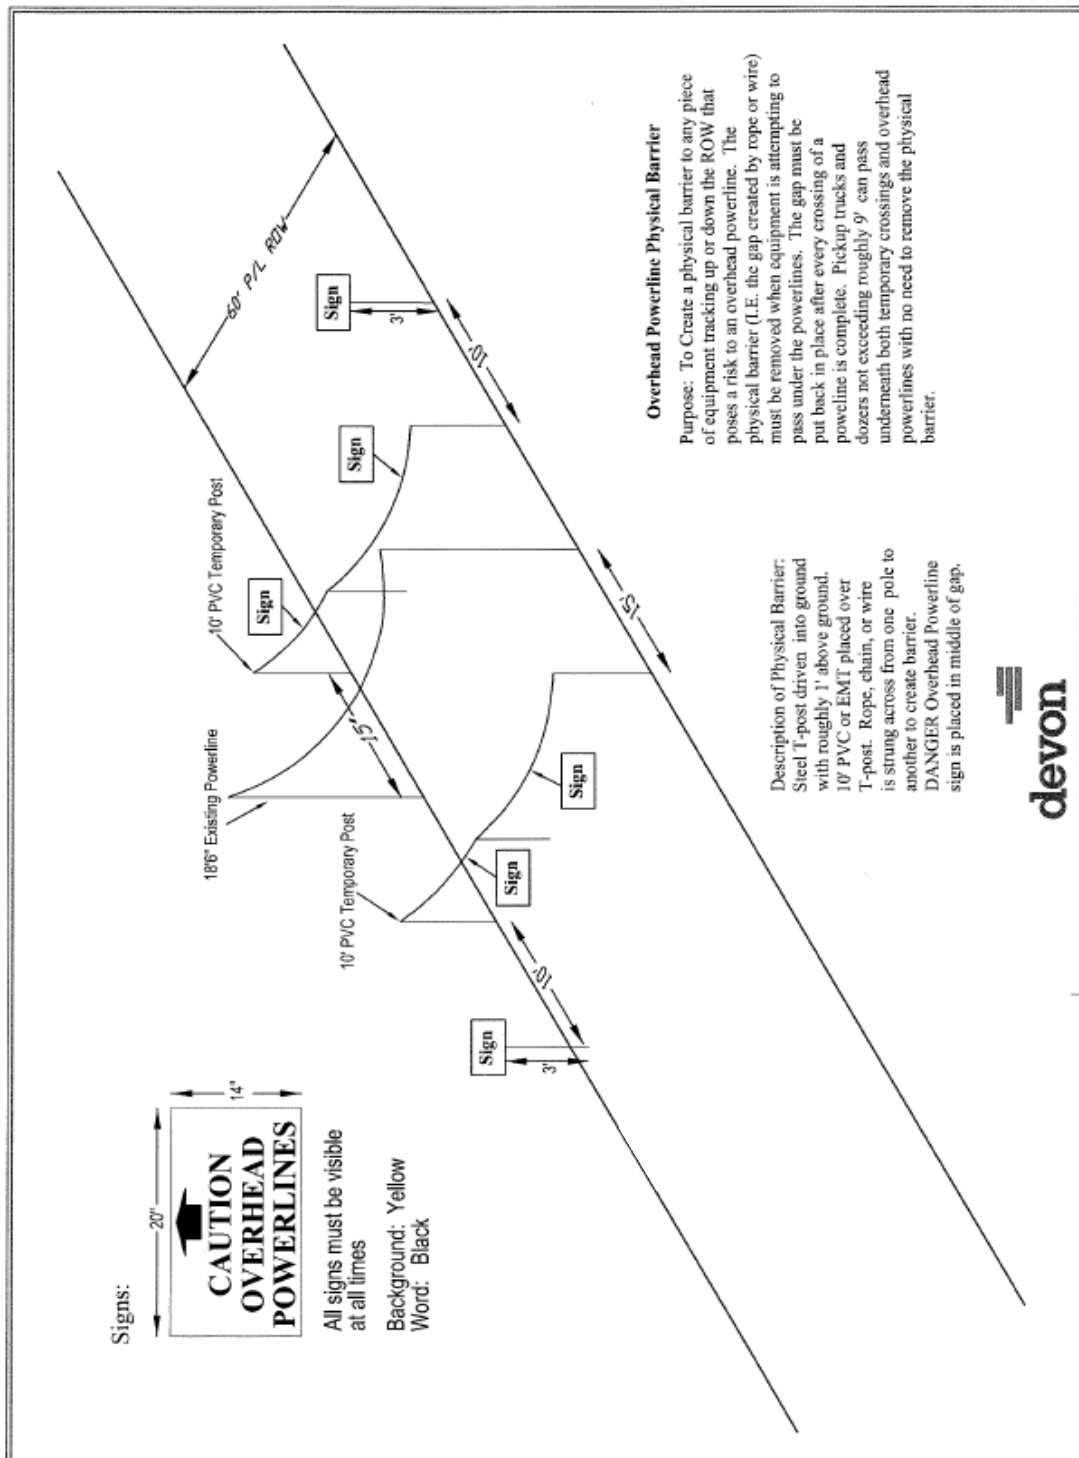 Signs:
20"
14"
CAUTION
OVERHEAD
POWERLINES
All signs must be visible
at all times
Background: Yellow
Word: Black
60' P/L ROW
10' PVC Temporary Post
18'6" Existing Powerline
10' PVC Temporary Post
Sign
Sign
Sign
Sign
Sign
Sign
3'
3'
10'
10'
15'
15'
Overhead Powerline Physical Barrier
Purpose: To Create a physical barrier to any piece
of equipment tracking up or down the ROW that
poses a risk to an overhead powerline. The
physical barrier (I.E. the gap created by rope or wire)
must be removed when equipment is attempting to
pass under the powerlines. The gap must be
put back in place after every crossing of a
poweline is complete. Pickup trucks and
dozers not exceeding roughly 9' can pass
underneath both temporary crossings and overhead
powerlines with no need to remove the physical
barrier.
Description of Physical Barrier:
Steel T-post driven into ground
with roughly 1' above ground.
10' PVC or EMT placed over
T-post. Rope, chain, or wire
is strung across from one pole to
another to create barrier.
DANGER Overhead Powerline
sign is placed in middle of gap.
devon